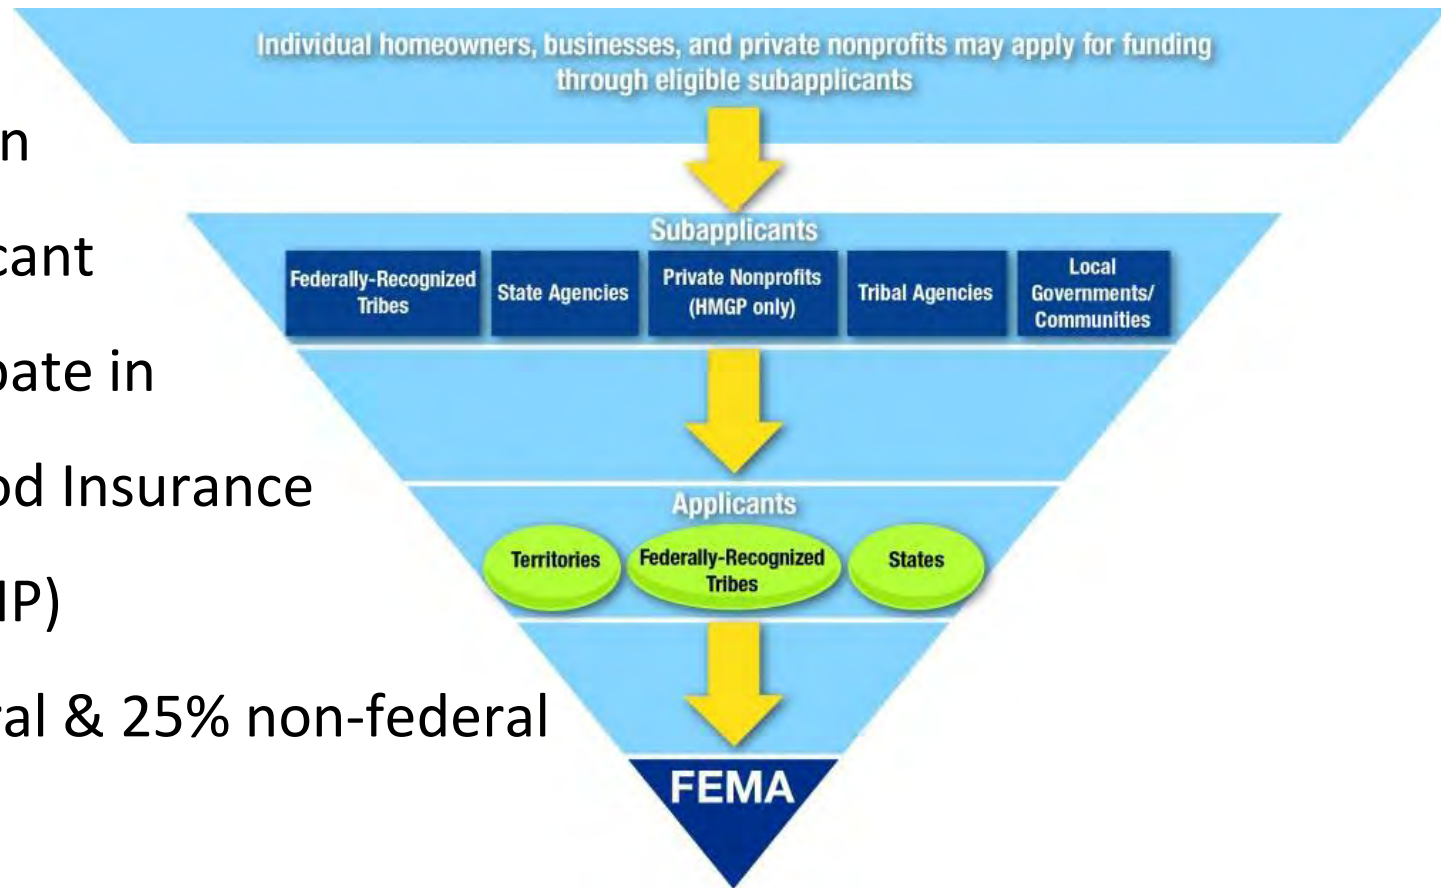 Individual homeowners, businesses, and private nonprofits may apply for funding
through eligible subapplicants
n
cant
pate in
od Insurance
IP)
ral & 25% non-federal
Subapplicants
Federally-Recognized
Tribes
State Agencies
Private Nonprofits
(HMGP only)
Tribal Agencies
Local
Governments/
Communities
Applicants
Territories
Federally-Recognized
Tribes
States
FEMA